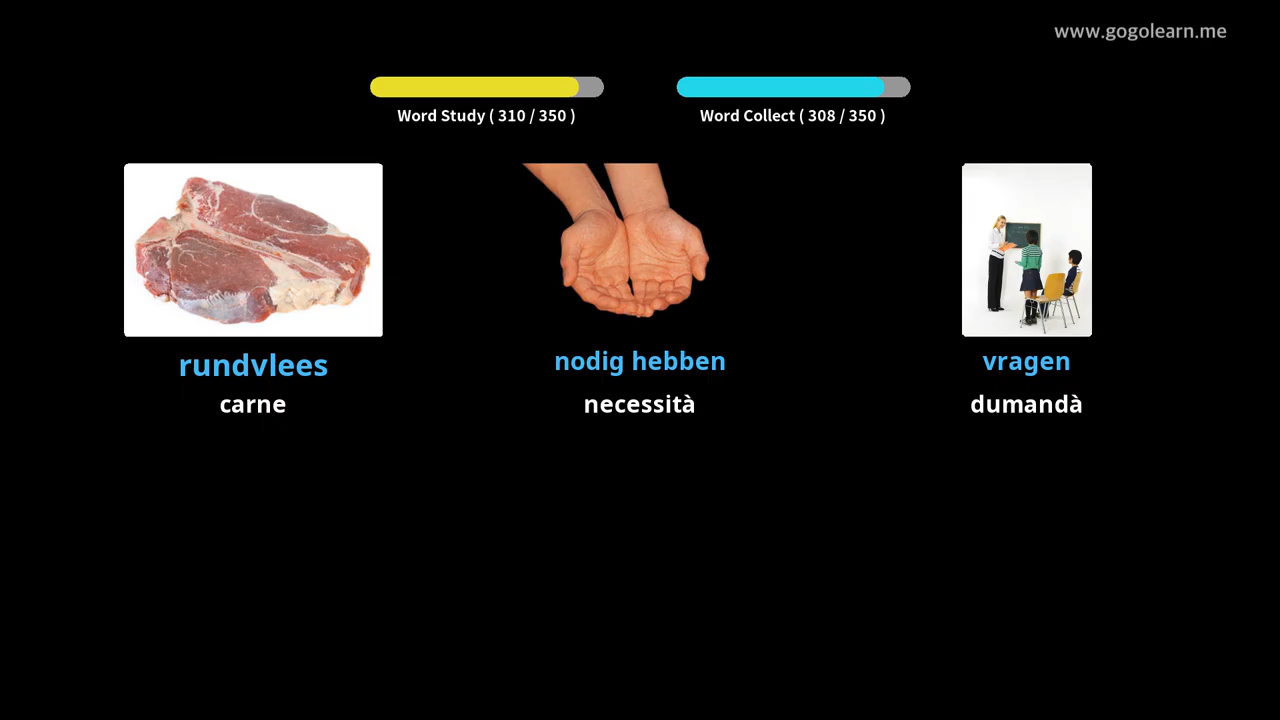 www.gogolearn.me
Word Study ( 310 / 350 )
Word Collect ( 308 / 350 )
rundvlees
nodig hebben
vragen
carne
necessità
dumandà